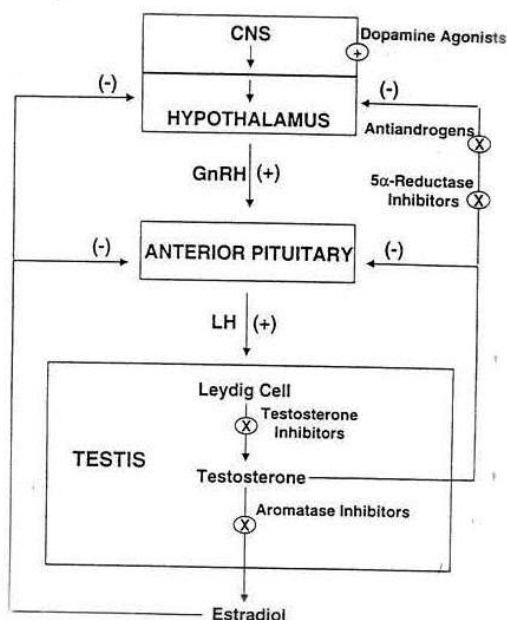 CNS
Dopamine Agonists
+
(-)
(-)
HYPOTHALAMUS
Antiandrogens
X
GnRH (+)
5α-Reductase
Inhibitors
X
(-)
ANTERIOR PITUITARY
(-)
LH (+)
Leydig Cell
X
Testosterone
Inhibitors
TESTIS
Testosterone
X
Aromatase Inhibitors
Estradiol